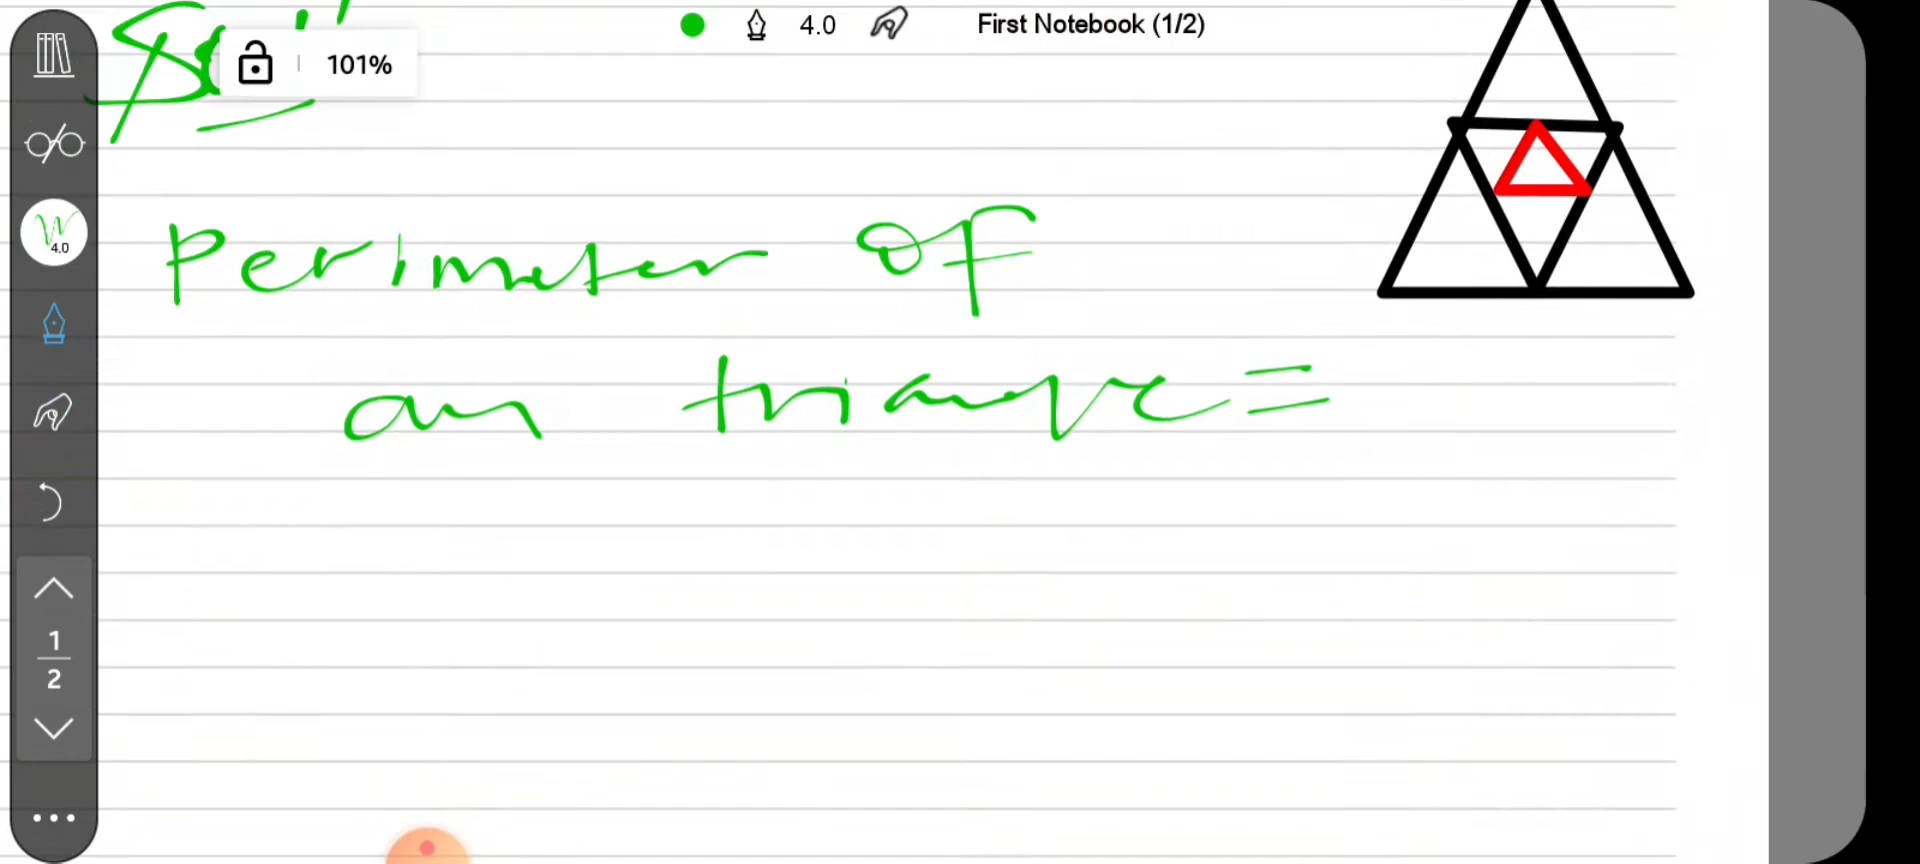 4.0 First Notebook (1/2)
101%
4.0
Perimeter of
an triangle =
1
2